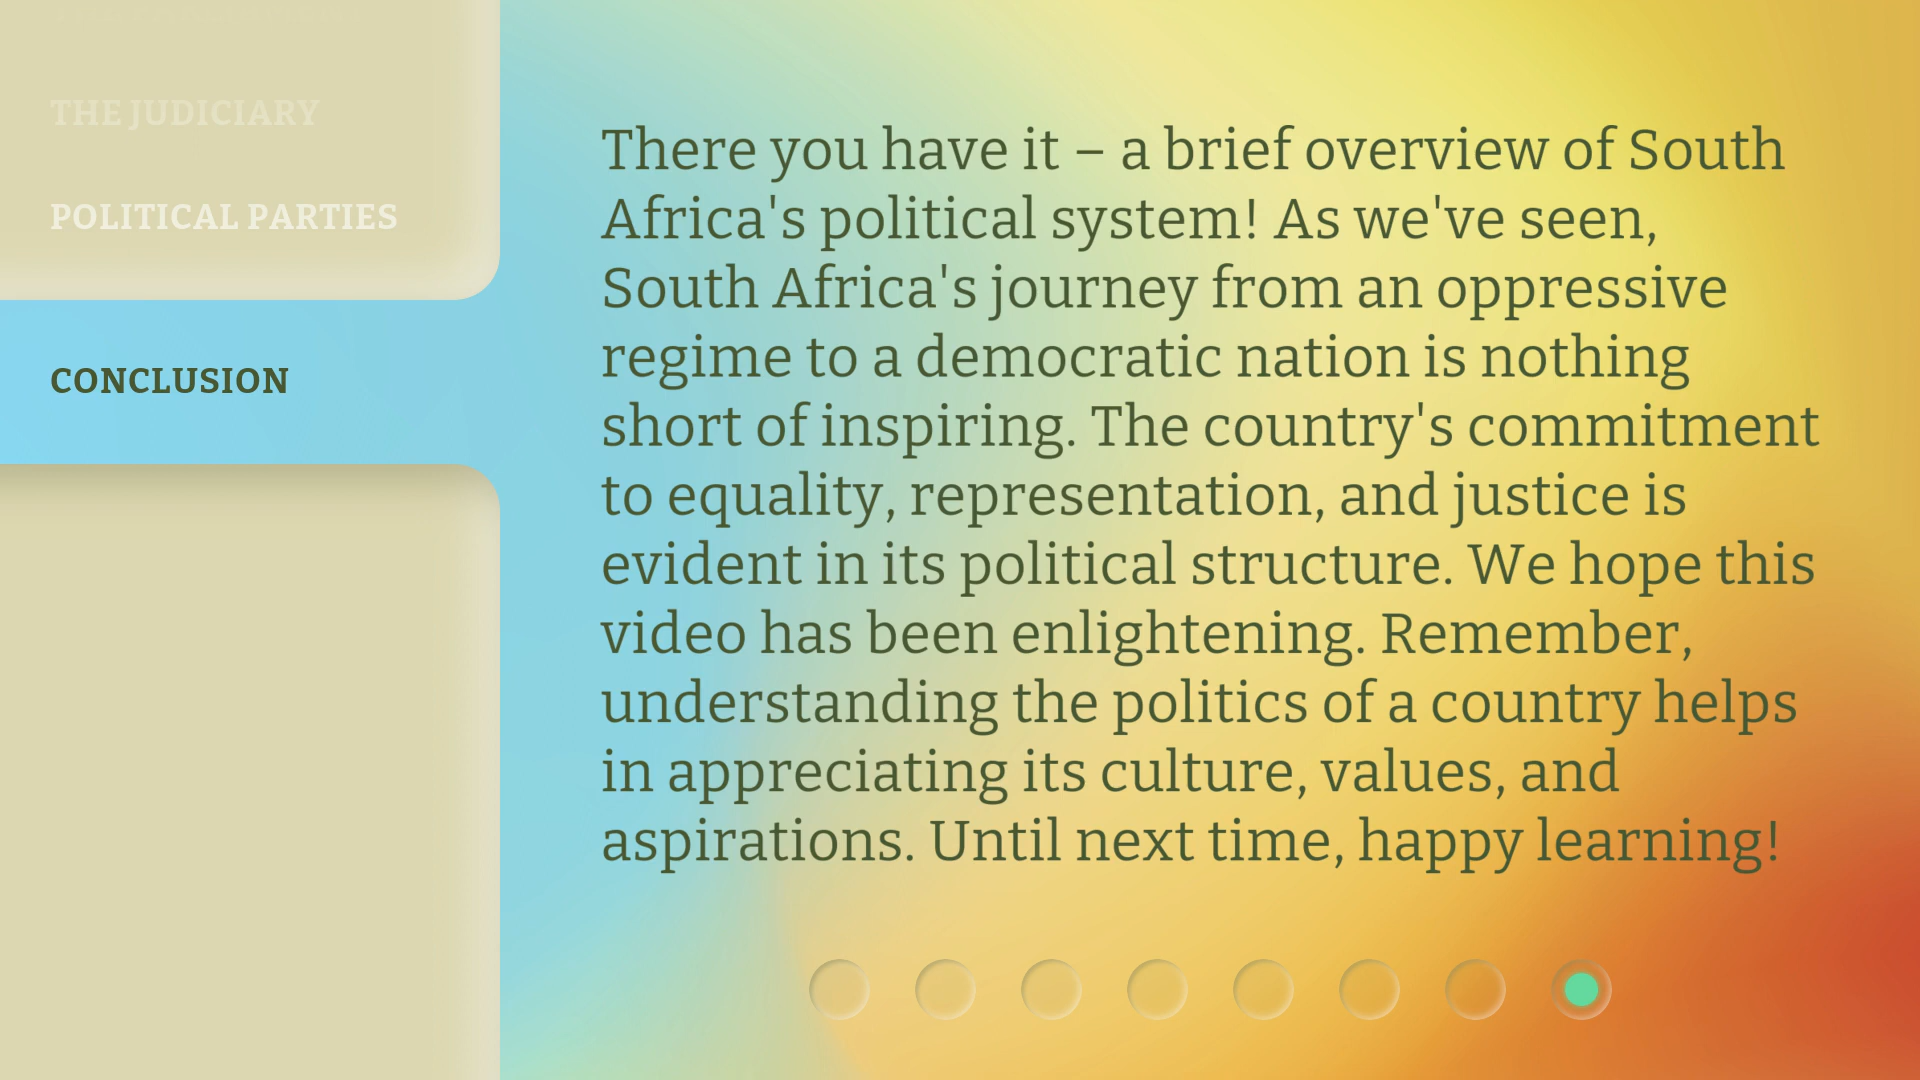 THE JUDICIARY
POLITICAL PARTIES
CONCLUSION
There you have it – a brief overview of South
Africa's political system! As we've seen,
South Africa's journey from an oppressive
regime to a democratic nation is nothing
short of inspiring. The country's commitment
to equality, representation, and justice is
evident in its political structure. We hope this
video has been enlightening. Remember,
understanding the politics of a country helps
in appreciating its culture, values, and
aspirations. Until next time, happy learning!